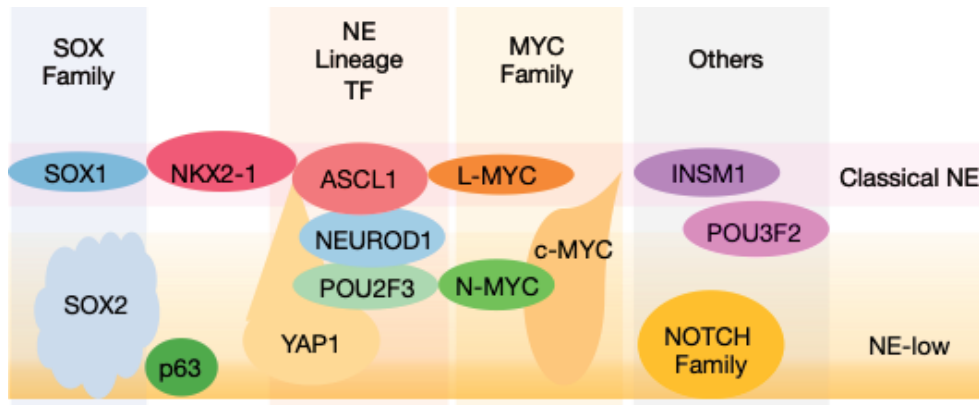 SOX
Family
NE
Lineage
TF
MYC
Family
Others
SOX1
NKX2-1
ASCL1
L-MYC
INSM1
Classical NE
NEUROD1
c-MYC
POU3F2
SOX2
POU2F3
N-MYC
YAP1
NOTCH
Family
NE-low
p63